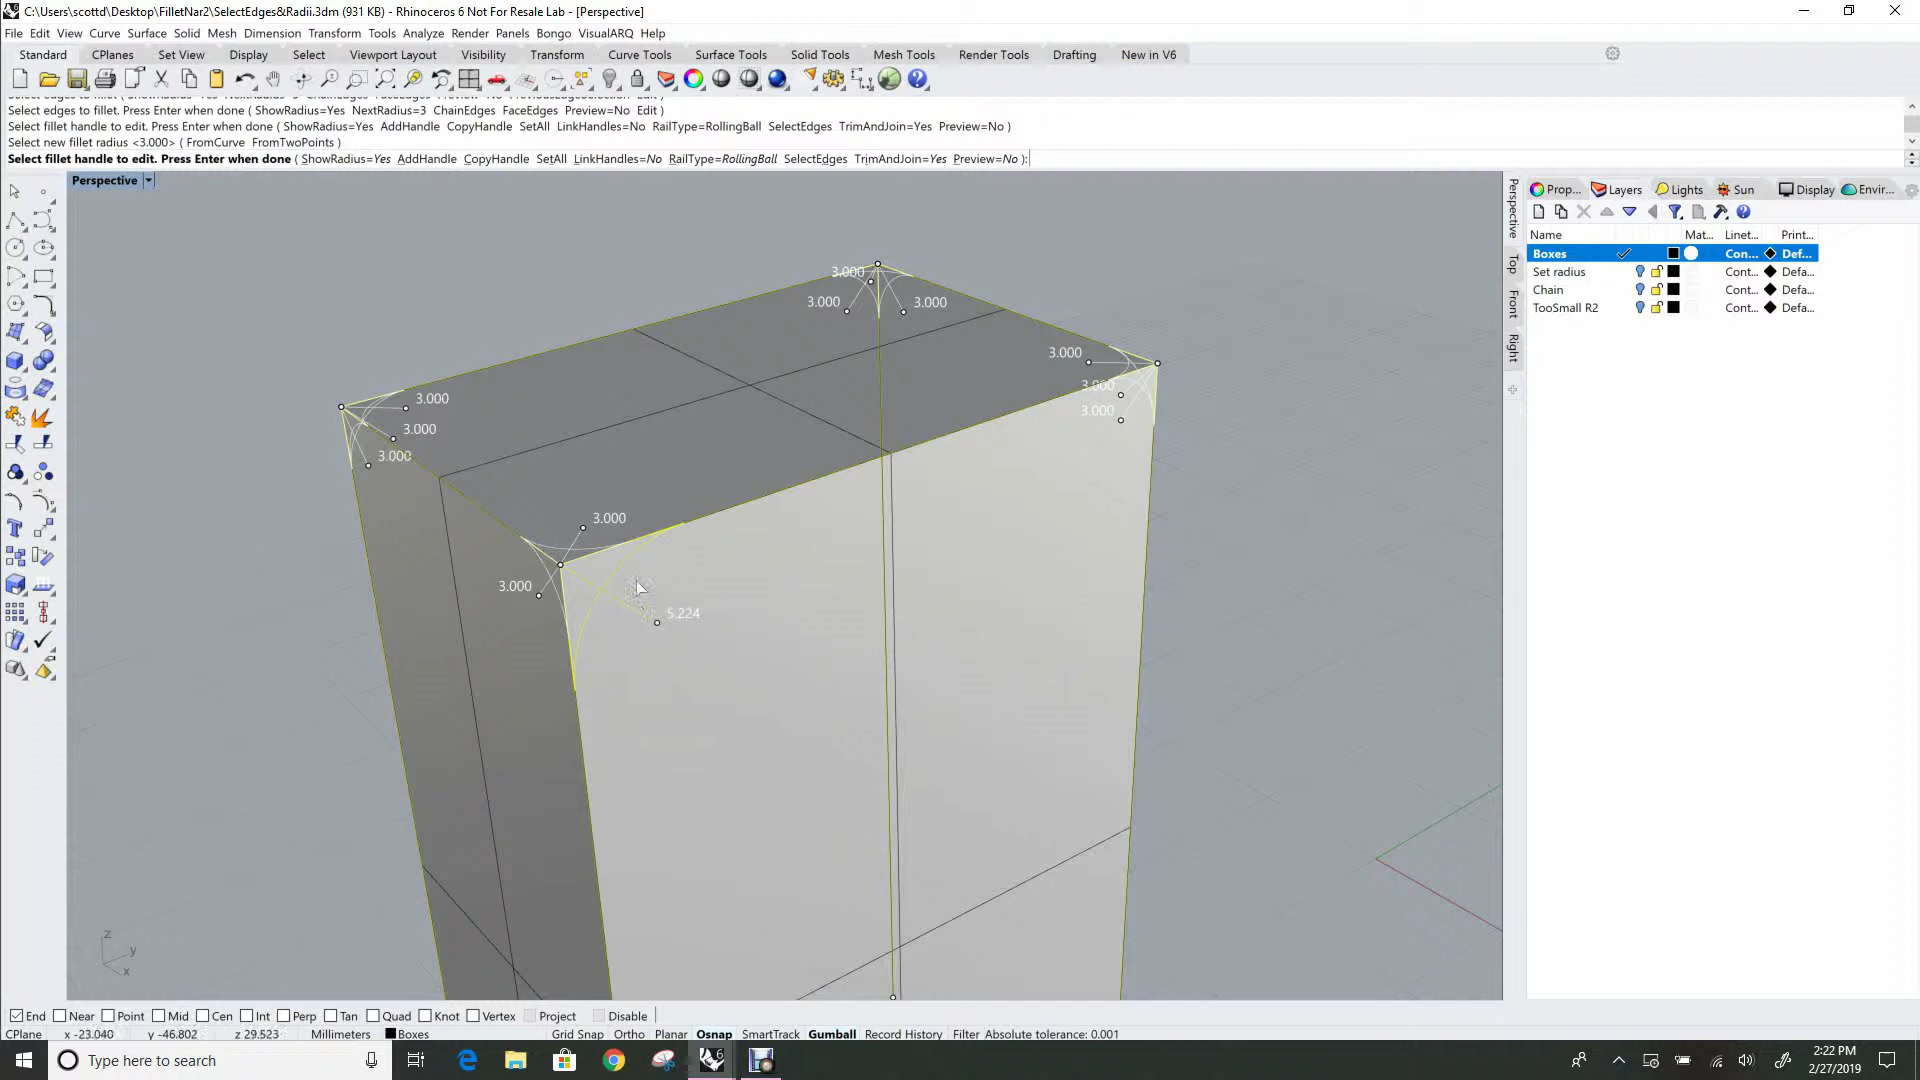 C:\Users\scottd\Desktop\FilletNar2\SelectEdges&Radii.3dm (931 KB) - Rhinoceros 6 Not For Resale Lab - [Perspective]
File Edit View Curve Surface Solid Mesh Dimension Transform Tools Analyze Render Panels Bongo VisualARQ Help
Standard CPlanes Set View Display Select Viewport Layout Visibility Transform Curve Tools Surface Tools Solid Tools Mesh Tools Render Tools Drafting New in V6
Select edges to fillet. Press Enter when done ( ShowRadius=Yes NextRadius=3 ChainEdges FaceEdges Preview=No Edit )
Select fillet handle to edit. Press Enter when done ( ShowRadius=Yes AddHandle CopyHandle SetAll LinkHandles=No RailType=RollingBall SelectEdges TrimAndJoin=Yes Preview=No )
Select new fillet radius <3.000> ( FromCurve FromTwoPoints )
Select fillet handle to edit. Press Enter when done ( ShowRadius=Yes AddHandle CopyHandle SetAll LinkHandles=No RailType=RollingBall SelectEdges TrimAndJoin=Yes Preview=No ):
Perspective
Perspective
Top
Front
Right
Prop... Layers Lights Sun Display Envir...
Name Mat... Linet... Print...
Boxes Con... Def...
Set radius Cont... Defa...
Chain Cont... Defa...
TooSmall R2 Cont... Defa...
3.000
3.000 3.000
3.000
3.000
3.000
3.000
3.000
3.000
3.000
3.000
5.224
z
y
x
End Near Point Mid Cen Int Perp Tan Quad Knot Vertex Project Disable
CPlane x -23.040 y -46.802 z 29.523 Millimeters Boxes Grid Snap Ortho Planar Osnap SmartTrack Gumball Record History Filter Absolute tolerance: 0.001
Type here to search
2:22 PM
2/27/2019